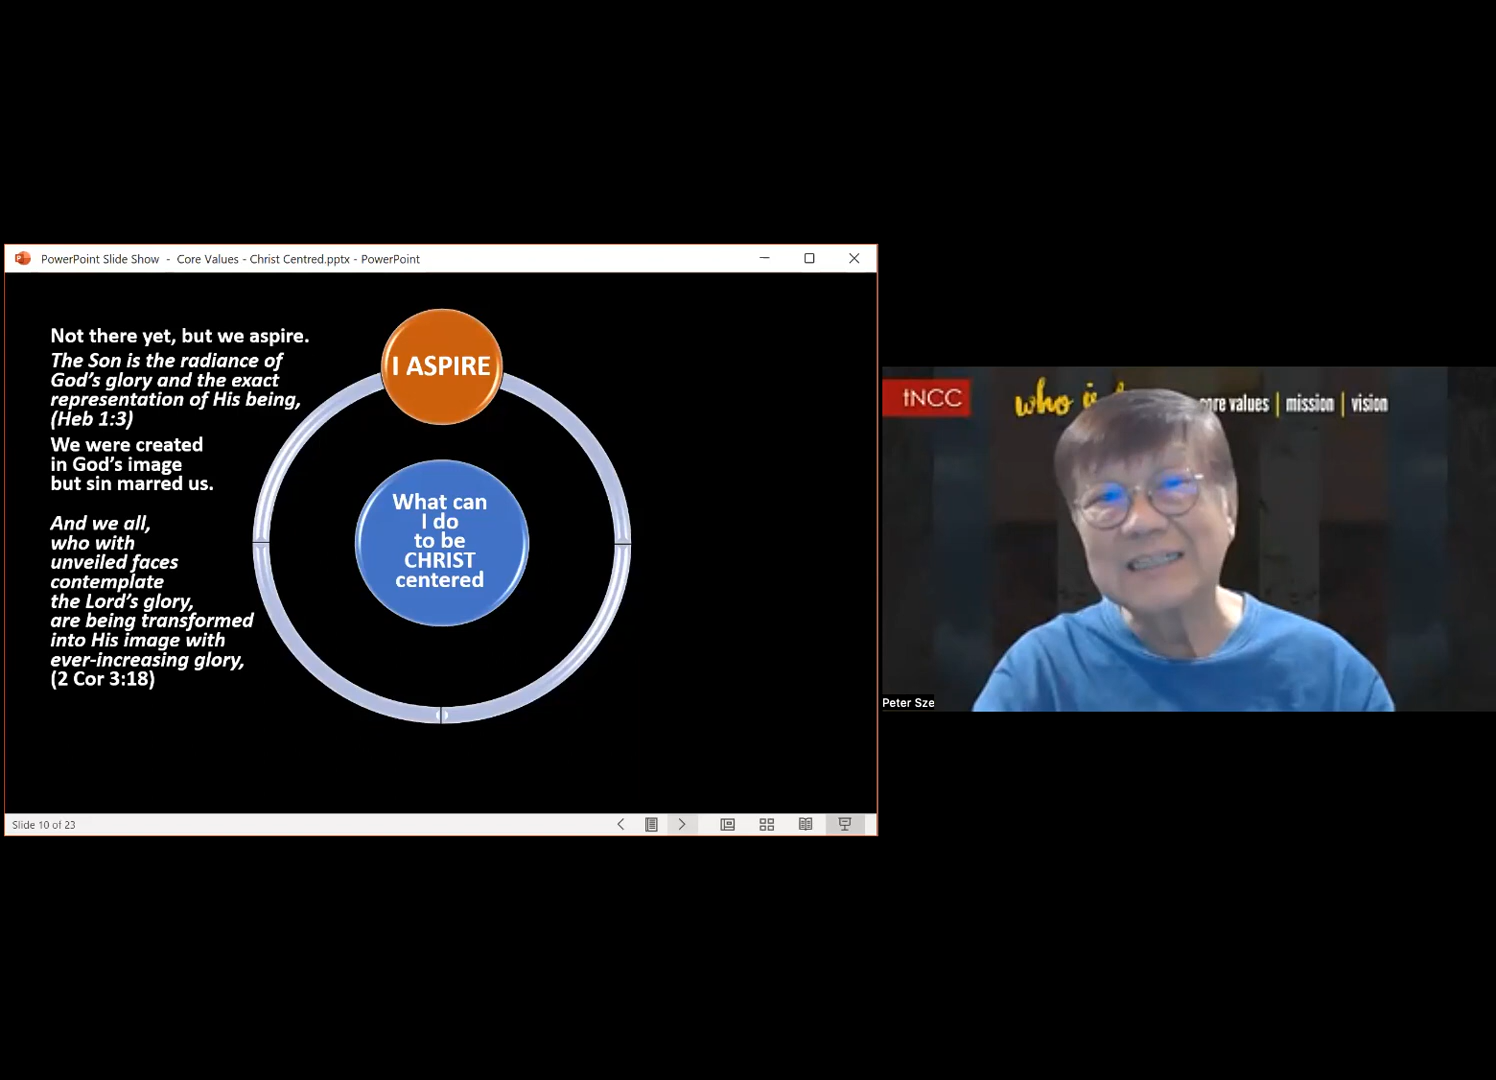 PowerPoint Slide Show - Core Values - Christ Centred.pptx - PowerPoint
Not there yet, but we aspire.
The Son is the radiance of
God's glory and the exact
representation of His being,
(Heb 1:3)
We were created
in God's image
but sin marred us.
And we all,
who with
unveiled faces
contemplate
the Lord's glory,
are being transformed
into His image with
ever-increasing glory,
(2 Cor 3:18)
I ASPIRE
What can
I do
to be
CHRIST
centered
Slide 10 of 23
tNCC
who is
core values | mission | vision
Peter Sze